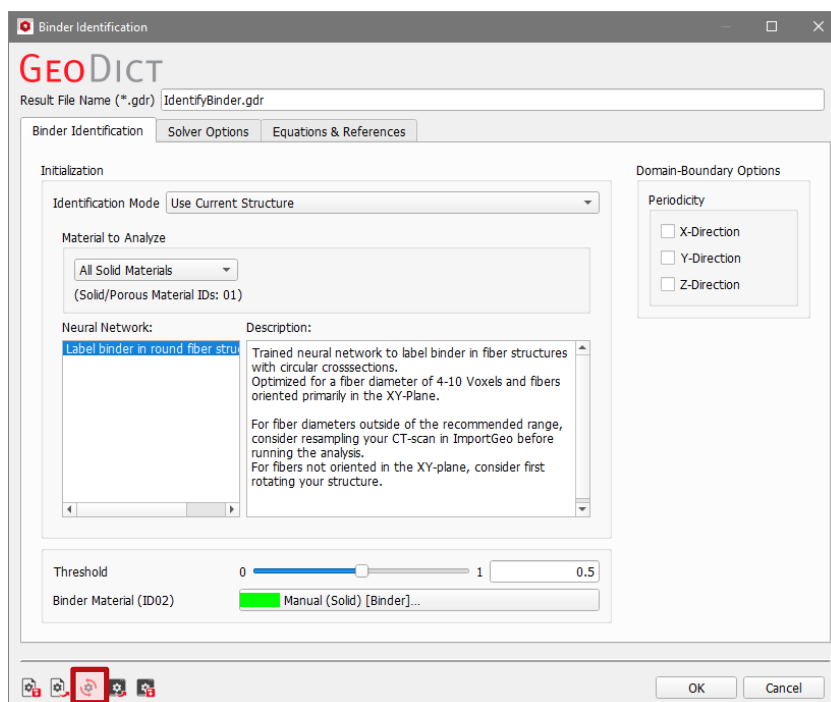 Binder Identification
GEODICT
Result File Name (*.gdr) IdentifyBinder.gdr
Binder Identification Solver Options Equations & References
Initialization
Identification Mode Use Current Structure
Material to Analyze
All Solid Materials
(Solid/Porous Material IDs: 01)
Neural Network:
Label binder in round fiber stru
Description:
Trained neural network to label binder in fiber structures
with circular crosssections.
Optimized for a fiber diameter of 4-10 Voxels and fibers
oriented primarily in the XY-Plane.
For fiber diameters outside of the recommended range,
consider resampling your CT-scan in ImportGeo before
running the analysis.
For fibers not oriented in the XY-plane, consider first
rotating your structure.
Threshold 0 1 0.5
Binder Material (ID02) Manual (Solid) [Binder]...
Domain-Boundary Options
Periodicity
X-Direction
Y-Direction
Z-Direction
OK Cancel